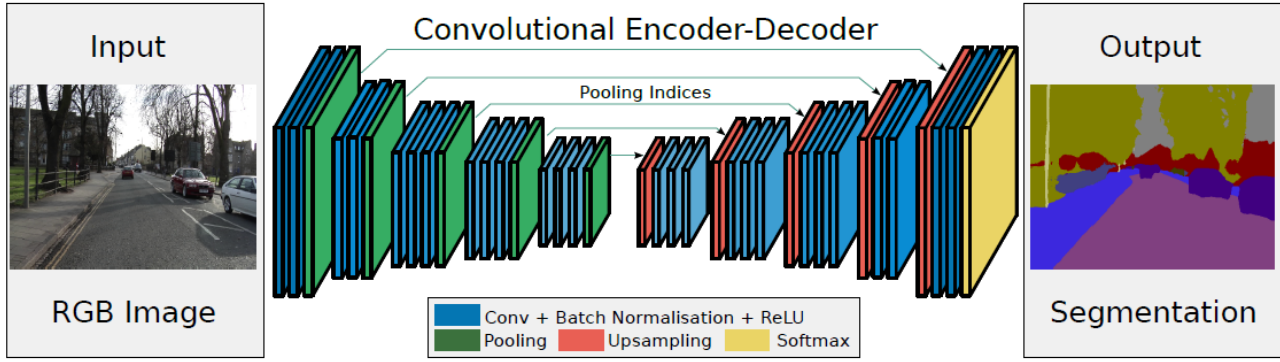 Input
RGB Image
Convolutional Encoder-Decoder
Pooling Indices
Conv + Batch Normalisation + ReLU
Pooling Upsampling Softmax
Output
Segmentation